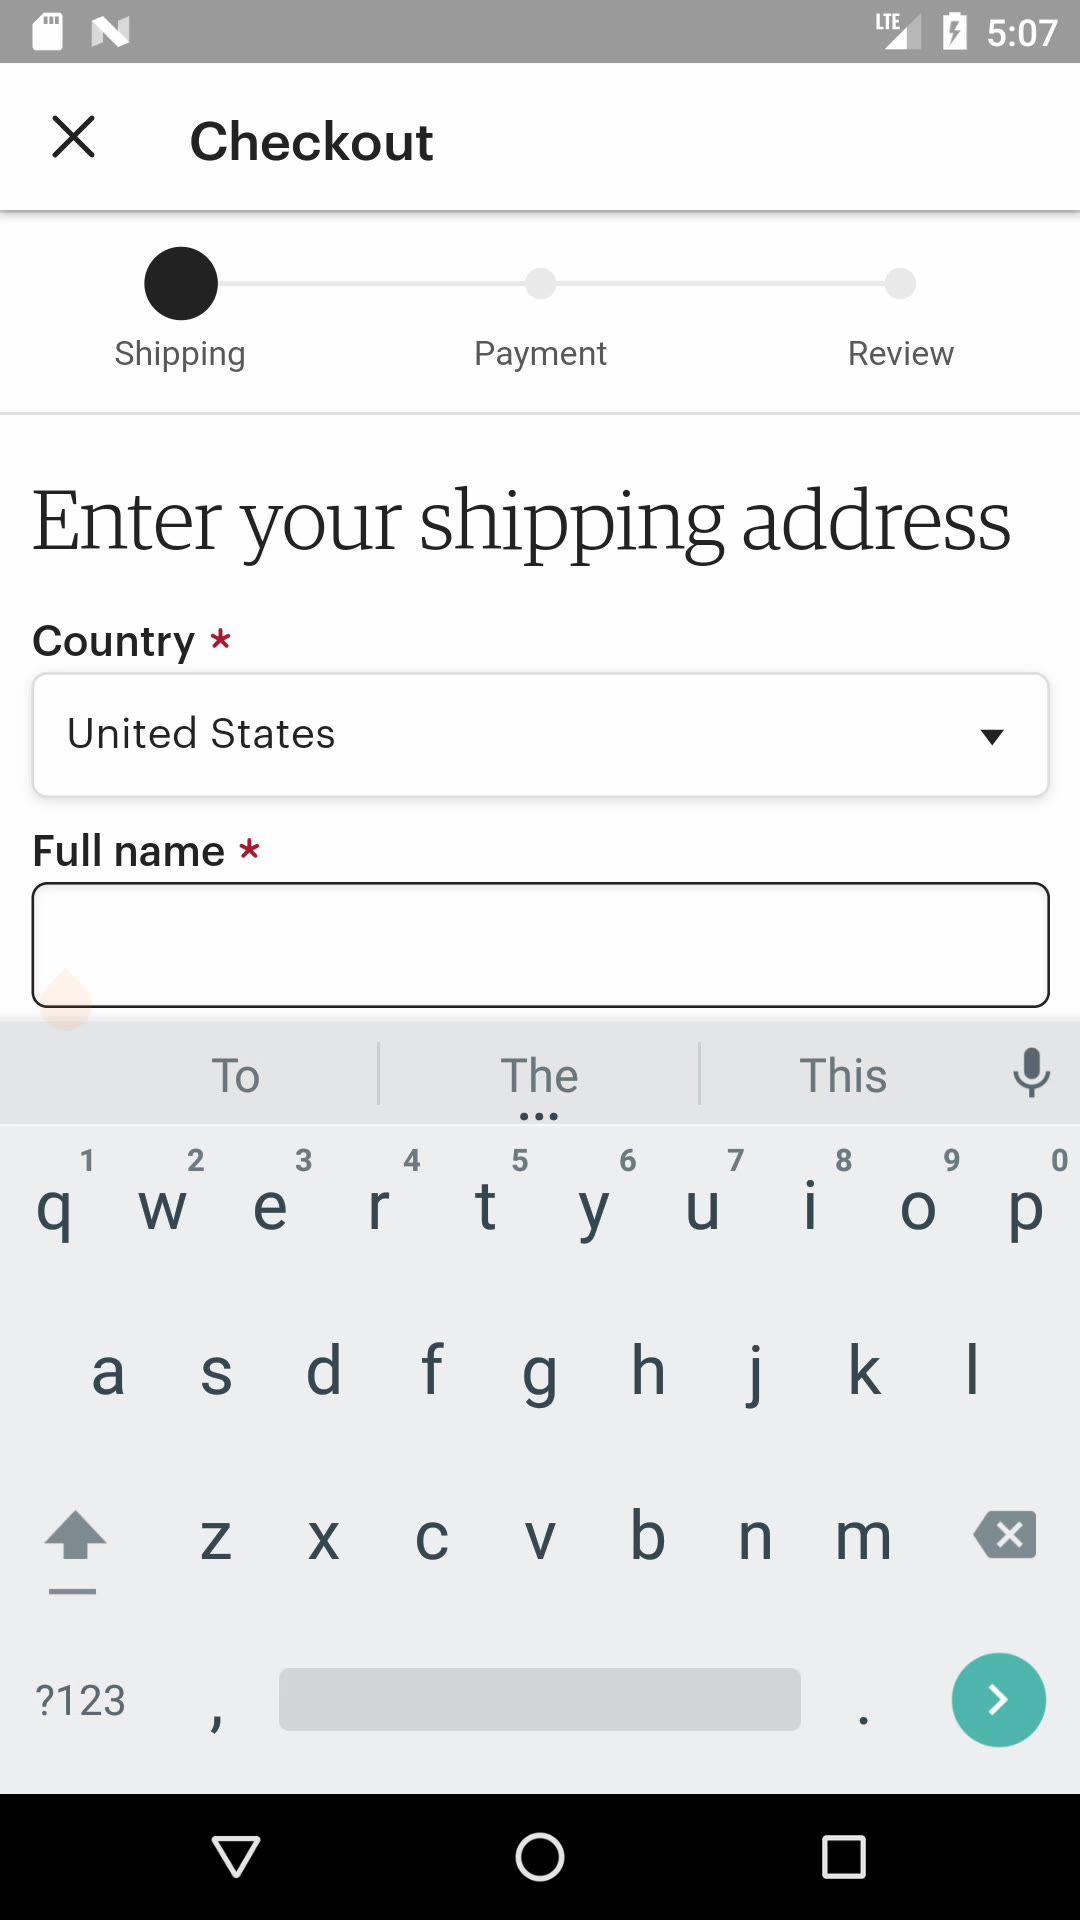 LTE 5:07
Checkout
Shipping Payment Review
Enter your shipping address
Country *
United States
Full name *
To The This
1 2 3 4 5 6 7 8 9 0
q w e r t y u i o p
a s d f g h j k l
z x c v b n m
?123 , .